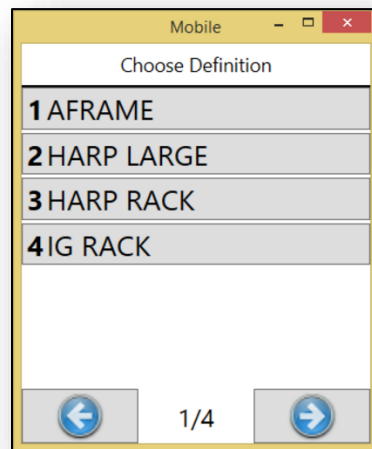 Mobile
Choose Definition
1 AFRAME
2 HARP LARGE
3 HARP RACK
4 IG RACK
1/4